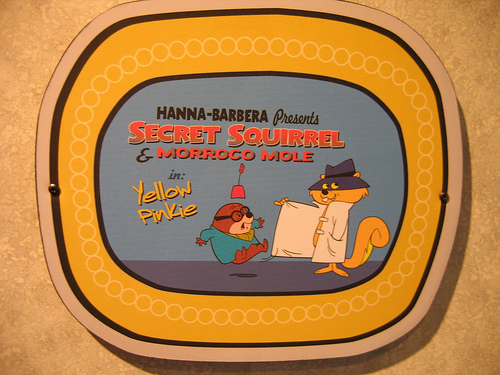 HANNA-BARBERA Presents
SECRET SQUIRREL
& MORROCO MOLE
in:
Yellow
Pinkie